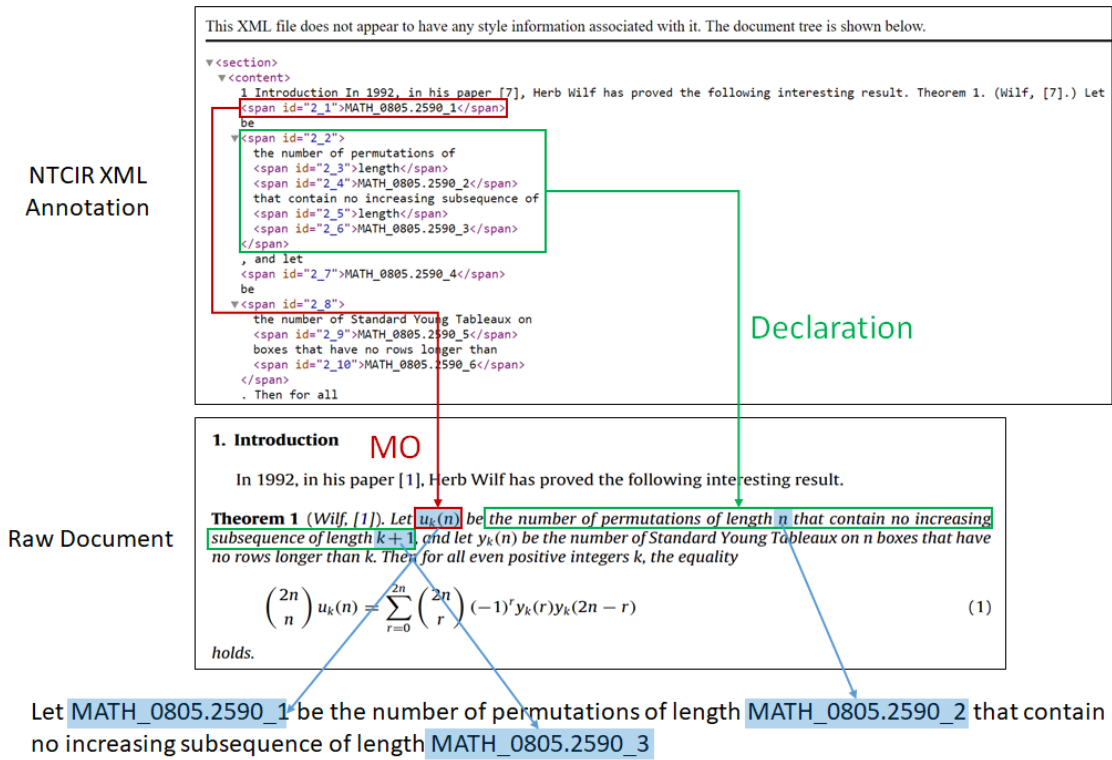 This XML file does not appear to have any style information associated with it. The document tree is shown below.
▼<section>
▼<content>
1 Introduction In 1992, in his paper [7], Herb Wilf has proved the following interesting result. Theorem 1. (Wilf, [7].) Let
<span id="2_1">MATH_0805.2590_1</span>
be
▼<span id="2_2">
the number of permutations of
<span id="2_3">length</span>
<span id="2_4">MATH_0805.2590_2</span>
that contain no increasing subsequence of
<span id="2_5">length</span>
<span id="2_6">MATH_0805.2590_3</span>
</span>
, and let
<span id="2_7">MATH_0805.2590_4</span>
be
▼<span id="2_8">
the number of Standard Young Tableaux on
<span id="2_9">MATH_0805.2590_5</span>
boxes that have no rows longer than
<span id="2_10">MATH_0805.2590_6</span>
</span>
. Then for all
NTCIR XML
Annotation
Declaration
MO
Raw Document
1. Introduction
In 1992, in his paper [1], Herb Wilf has proved the following interesting result.
Theorem 1 (Wilf, [1]). Let u_k(n) be the number of permutations of length n that contain no increasing
subsequence of length k + 1, and let y_k(n) be the number of Standard Young Tableaux on n boxes that have
no rows longer than k. Then for all even positive integers k, the equality
(2n n) u_k(n) = ∑_{r=0}^{2n} (2n r) (−1)^r y_k(r)y_k(2n − r) (1)
holds.
Let MATH_0805.2590_1 be the number of permutations of length MATH_0805.2590_2 that contain
no increasing subsequence of length MATH_0805.2590_3